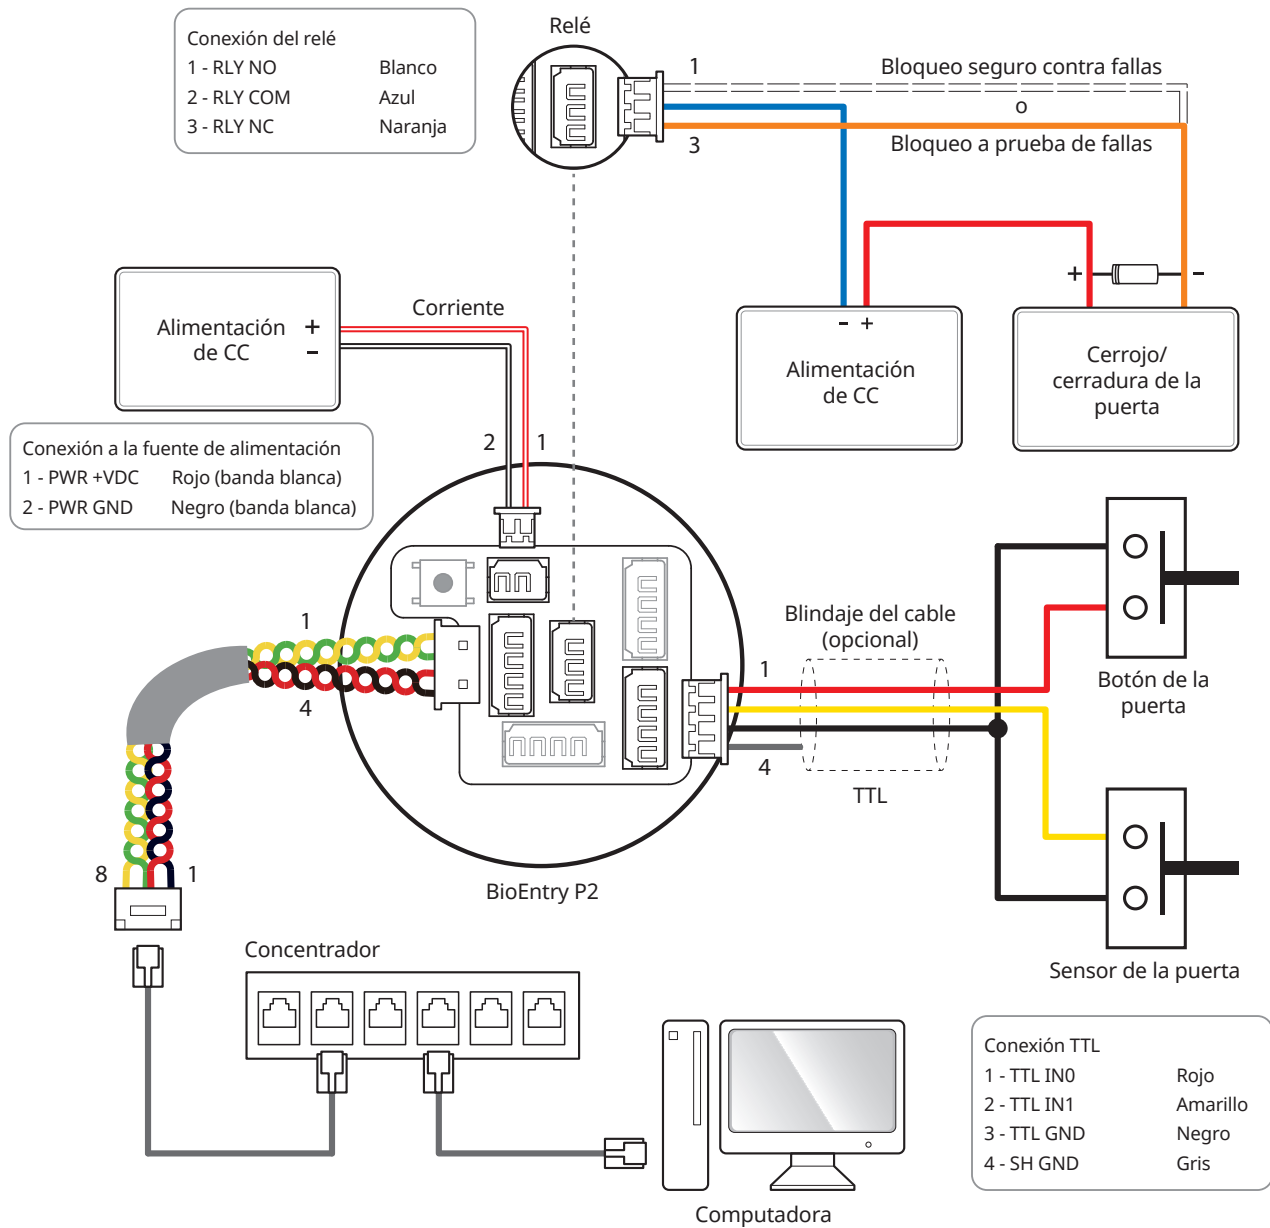 Relé
Conexión del relé
1 - RLY NO Blanco
2 - RLY COM Azul
3 - RLY NC Naranja
1
Bloqueo seguro contra fallas
o
3
Bloqueo a prueba de fallas
+ -
Corriente
Alimentación +
de CC -
- +
Alimentación
de CC
Cerrojo/
cerradura de la
puerta
2 1
Conexión a la fuente de alimentación
1 - PWR +VDC Rojo (banda blanca)
2 - PWR GND Negro (banda blanca)
1
4
Blindaje del cable
(opcional)
1
4
TTL
Botón de la
puerta
8 1
BioEntry P2
Concentrador
Sensor de la puerta
Conexión TTL
1 - TTL IN0 Rojo
2 - TTL IN1 Amarillo
3 - TTL GND Negro
4 - SH GND Gris
Computadora